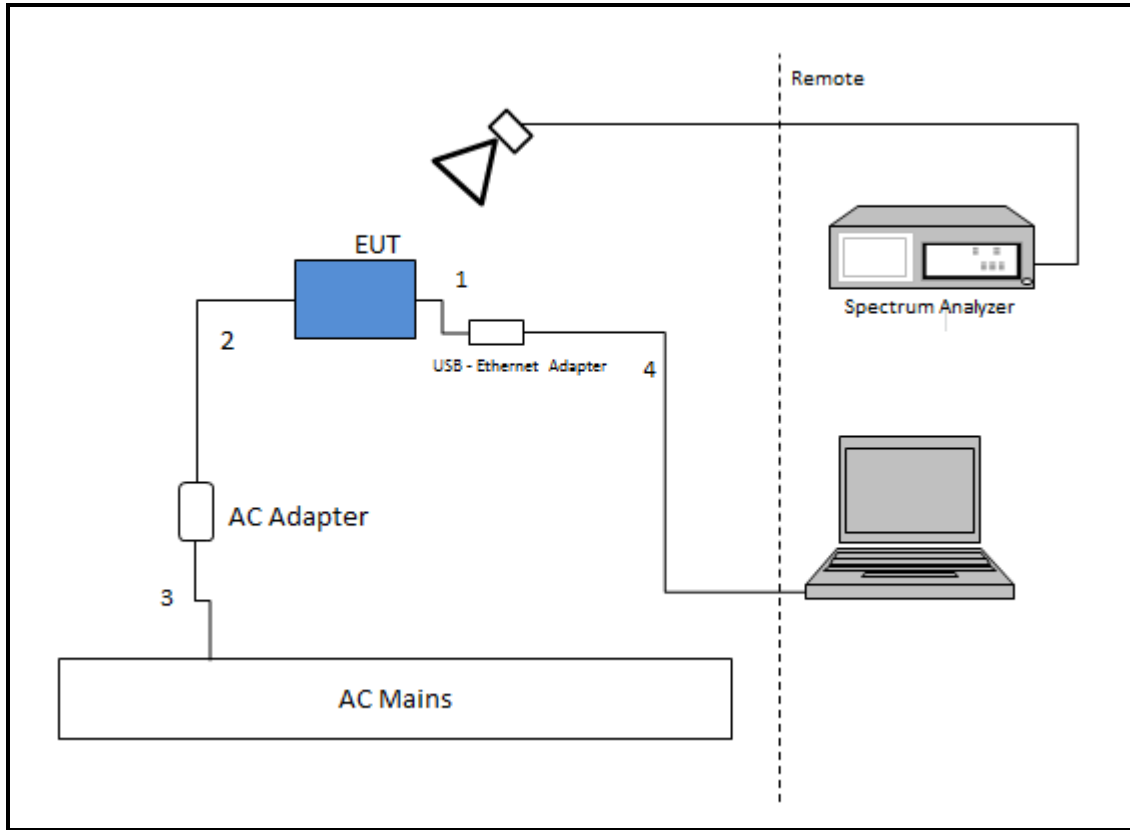 Remote
EUT
1
2
USB - Ethernet Adapter
4
Spectrum Analyzer
AC Adapter
3
AC Mains